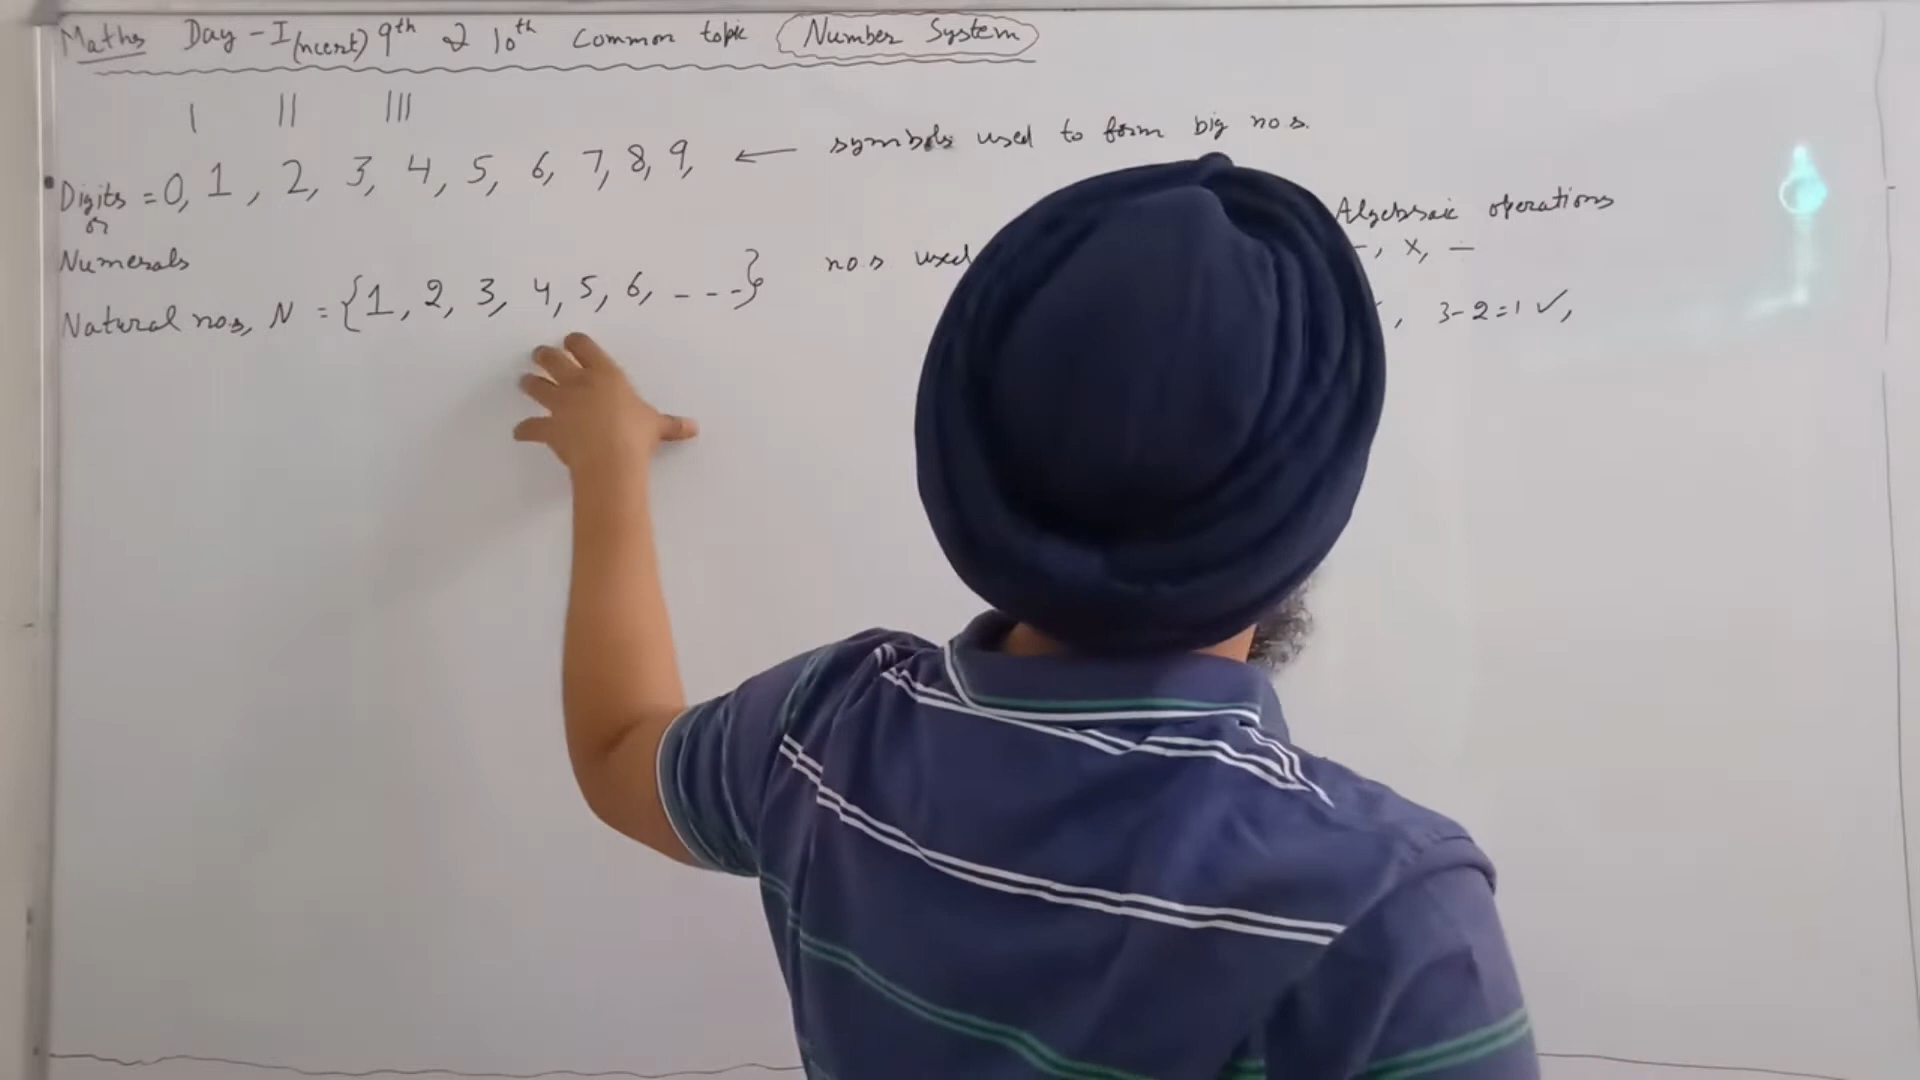 Maths Day - I (ncert) 9th & 10th Common topic Number System
| || |||
Digits = 0, 1, 2, 3, 4, 5, 6, 7, 8, 9, ← symbols used to form big nos.
or
Numerals
Natural nos, N = {1, 2, 3, 4, 5, 6, - - -} nos used
Algebraic operations
, ×, ÷
, 3-2=1 ✓,